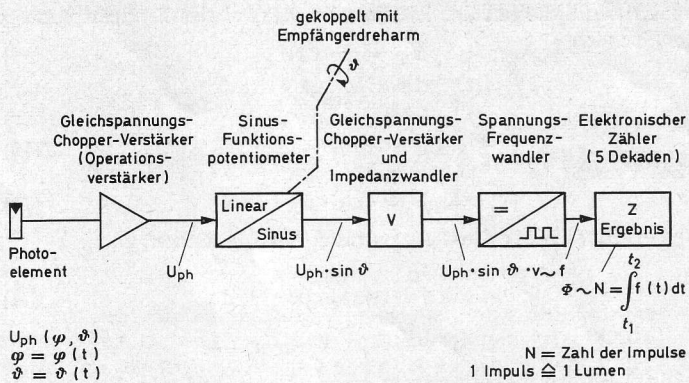 gekoppelt mit
Empfängerdreharm
ϑ
Gleichspannungs-
Chopper-Verstärker
(Operations-
verstärker)
Sinus-
Funktions-
potentiometer
Gleichspannungs-
Chopper-Verstärker
und
Impedanzwandler
Spannungs-
Frequenz-
wandler
Elektronischer
Zähler
(5 Dekaden)
Linear
Sinus
V
=
Z
Ergebnis
Photo-
element
Uph
Uph·sin ϑ
Uph·sin ϑ·v~f
t2
Φ ~ N = ∫ f (t) dt
t1
Uph (φ, ϑ)
φ = φ (t)
ϑ = ϑ (t)
N = Zahl der Impulse
1 Impuls ≙ 1 Lumen